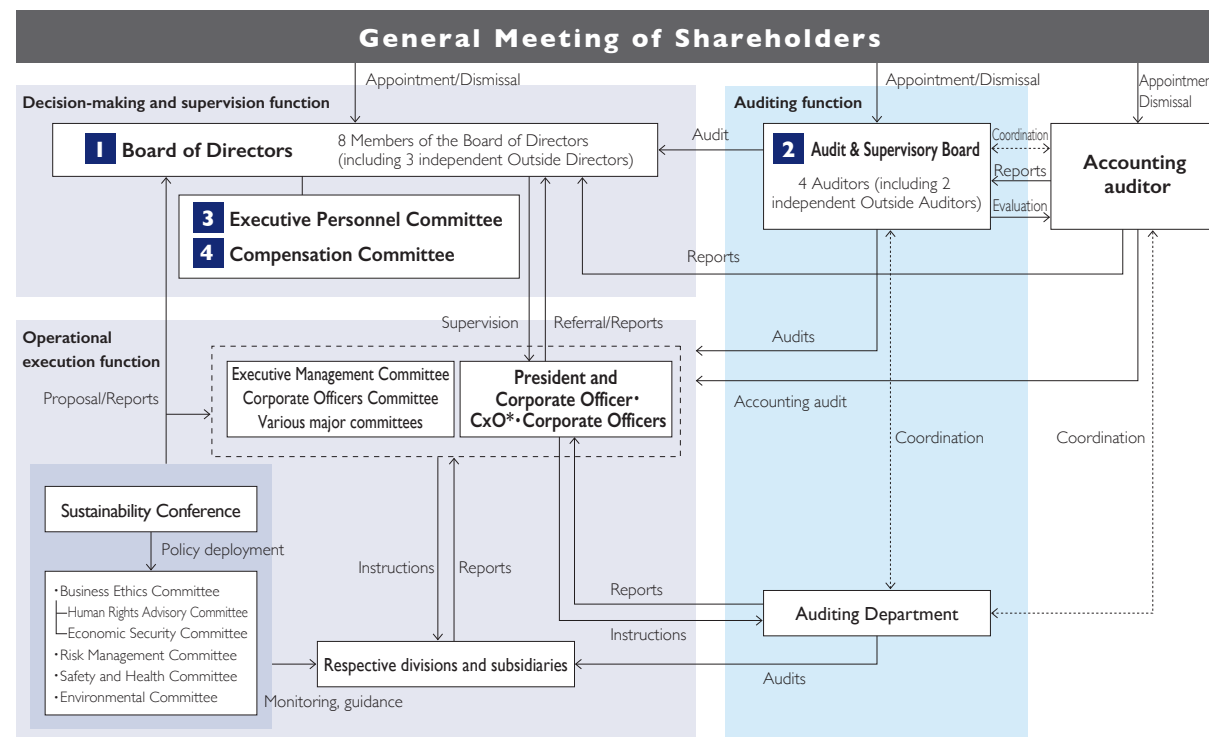 General Meeting of Shareholders
Appointment/Dismissal
Appointment/Dismissal
Dismissal
Decision-making and supervision function
Auditing function
1 Board of Directors
8 Members of the Board of Directors
(including 3 independent Outside Directors)
Audit
2 Audit & Supervisory Board
4 Auditors (including 2
independent Outside Auditors)
Coordination
Reports
Evaluation
Accounting
auditor
3 Executive Personnel Committee
4 Compensation Committee
Reports
Supervision
Referral/Reports
Audits
Operational
execution function
Executive Management Committee
Corporate Officers Committee
Various major committees
President and
Corporate Officer・
CxO*・Corporate Officers
Proposal/Reports
Accounting audit
Coordination
Coordination
Sustainability Conference
Policy deployment
Instructions
Reports
・Business Ethics Committee
Human Rights Advisory Committee
Economic Security Committee
・Risk Management Committee
・Safety and Health Committee
・Environmental Committee
Reports
Instructions
Auditing Department
Respective divisions and subsidiaries
Audits
Monitoring, guidance